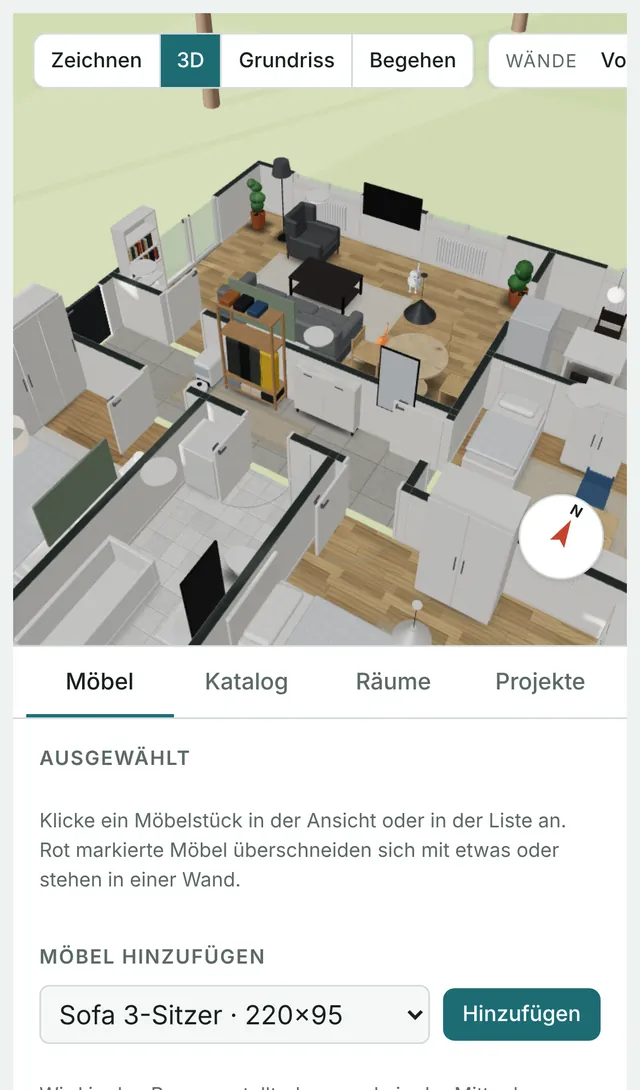 Zeichnen 3D Grundriss Begehen WÄNDE Vo
N
Möbel Katalog Räume Projekte
AUSGEWÄHLT
Klicke ein Möbelstück in der Ansicht oder in der Liste an.
Rot markierte Möbel überschneiden sich mit etwas oder
stehen in einer Wand.
MÖBEL HINZUFÜGEN
Sofa 3-Sitzer · 220×95 Hinzufügen